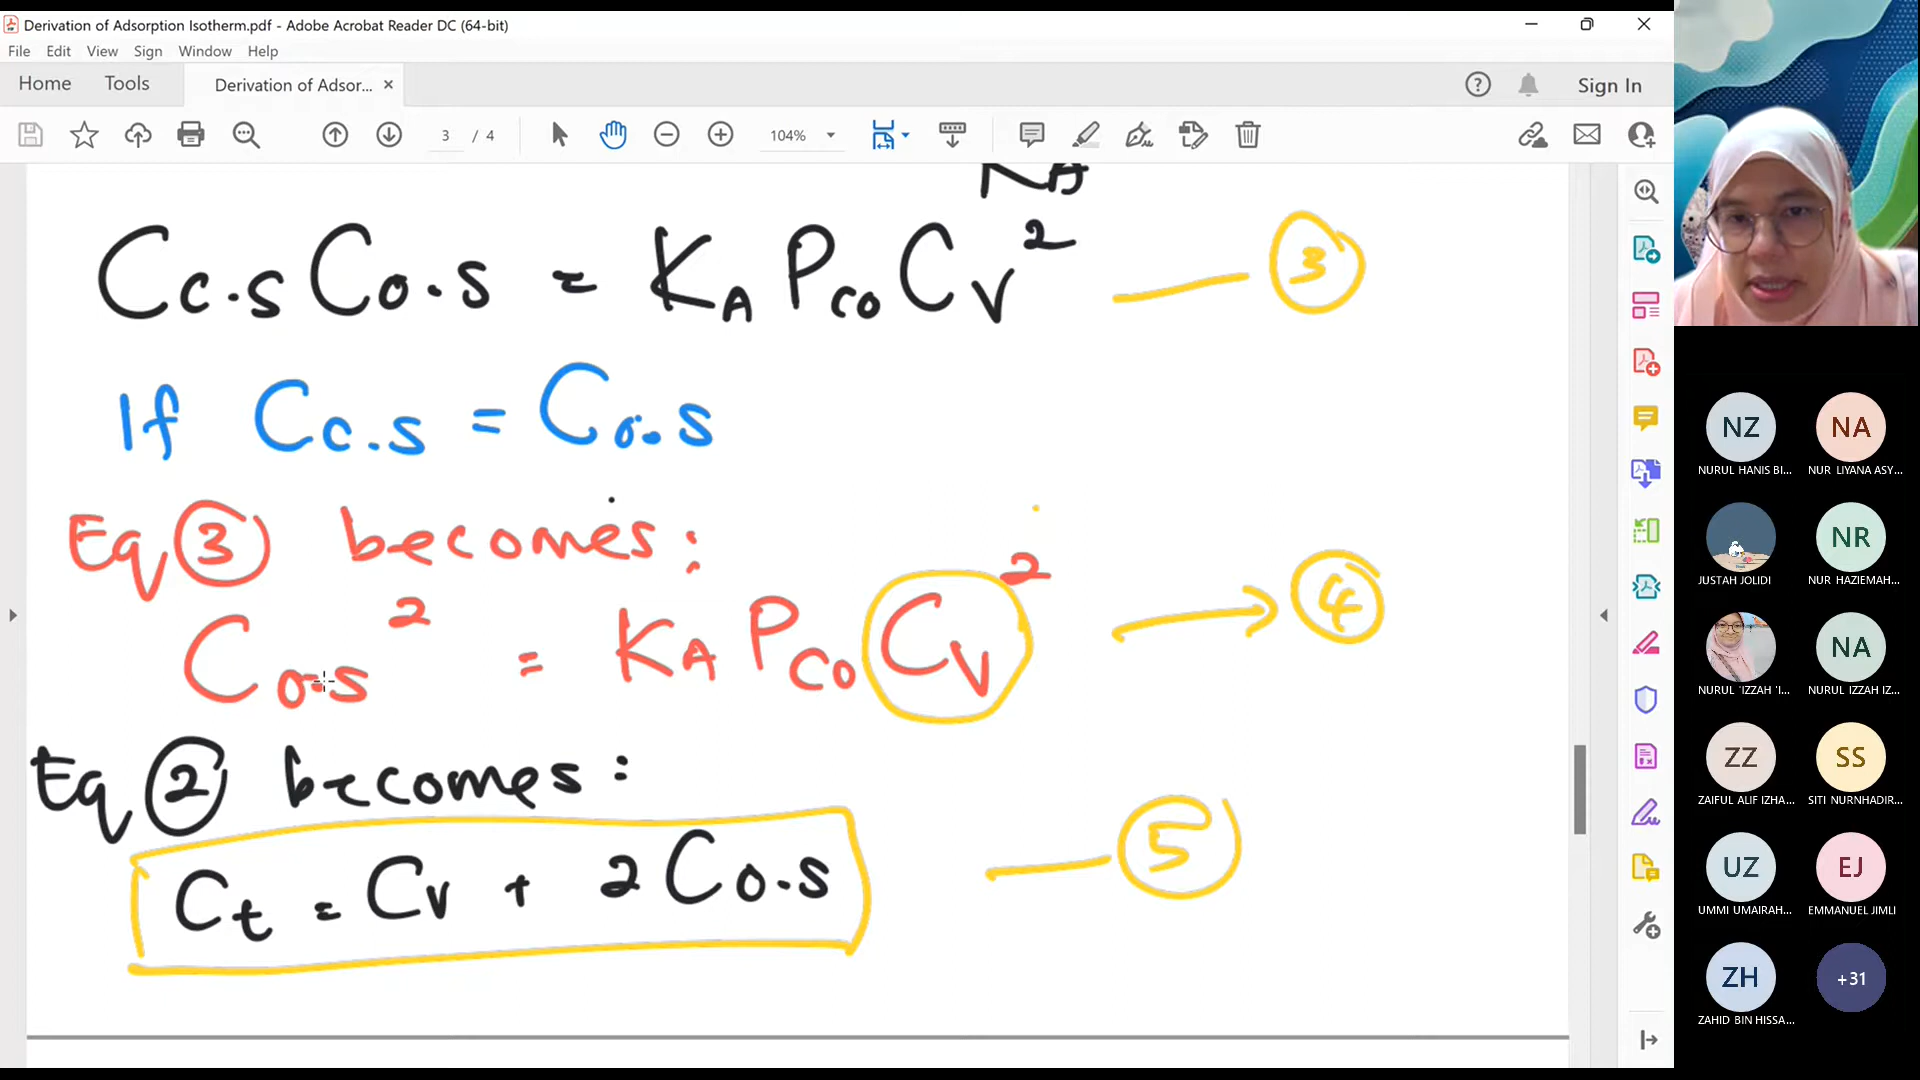 Derivation of Adsorption Isotherm.pdf - Adobe Acrobat Reader DC (64-bit)
File Edit View Sign Window Help
Home Tools Derivation of Adsor... × Sign In
3 / 4 104%
KA
Cc.s Co.s = KA PCO Cv² — 3
If Cc.s = Co.s
Eq 3 becomes:
Co.s² = KA PCO Cv² → 4
Eq 2 becomes:
Ct = Cv + 2Co.s — 5
NZ NA
NURUL HANIS BI... NUR LIYANA ASY...
NR
JUSTAH JOLIDI NUR HAZIEMAH...
NA
NURUL 'IZZAH 'I... NURUL IZZAH IZ...
ZZ SS
ZAIFUL ALIF IZHA... SITI NURNHADIR...
UZ EJ
UMMI UMAIRAH... EMMANUEL JIMLI
ZH +31
ZAHID BIN HISSA...